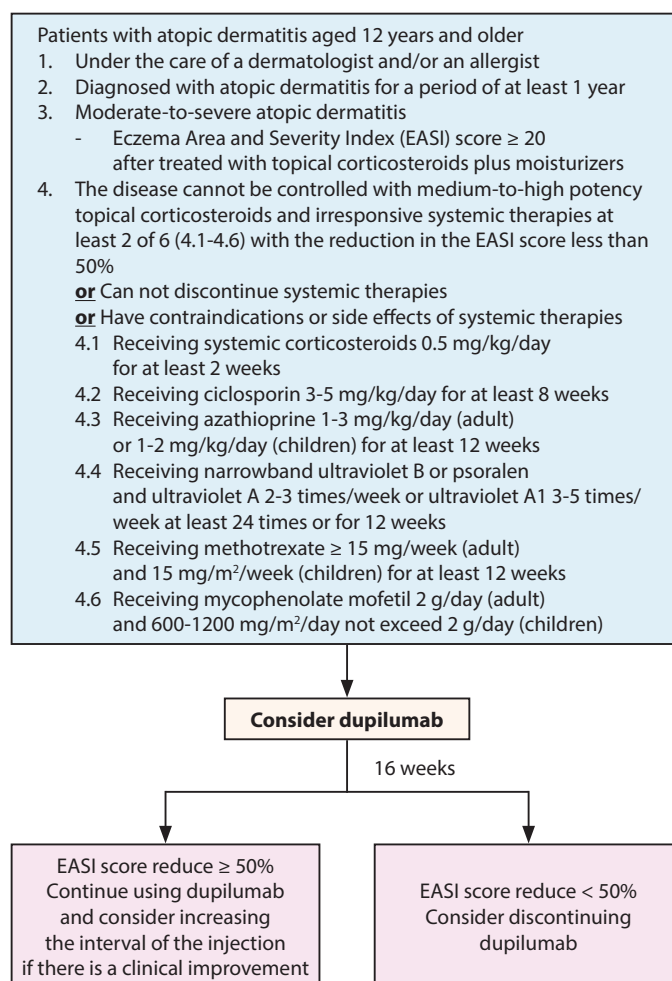 Patients with atopic dermatitis aged 12 years and older
1. Under the care of a dermatologist and/or an allergist
2. Diagnosed with atopic dermatitis for a period of at least 1 year
3. Moderate-to-severe atopic dermatitis
- Eczema Area and Severity Index (EASI) score ≥ 20
after treated with topical corticosteroids plus moisturizers
4. The disease cannot be controlled with medium-to-high potency
topical corticosteroids and irresponsive systemic therapies at
least 2 of 6 (4.1-4.6) with the reduction in the EASI score less than
50%
or Can not discontinue systemic therapies
or Have contraindications or side effects of systemic therapies
4.1 Receiving systemic corticosteroids 0.5 mg/kg/day
for at least 2 weeks
4.2 Receiving ciclosporin 3-5 mg/kg/day for at least 8 weeks
4.3 Receiving azathioprine 1-3 mg/kg/day (adult)
or 1-2 mg/kg/day (children) for at least 12 weeks
4.4 Receiving narrowband ultraviolet B or psoralen
and ultraviolet A 2-3 times/week or ultraviolet A1 3-5 times/
week at least 24 times or for 12 weeks
4.5 Receiving methotrexate ≥ 15 mg/week (adult)
and 15 mg/m²/week (children) for at least 12 weeks
4.6 Receiving mycophenolate mofetil 2 g/day (adult)
and 600-1200 mg/m²/day not exceed 2 g/day (children)
Consider dupilumab
16 weeks
EASI score reduce ≥ 50%
Continue using dupilumab
and consider increasing
the interval of the injection
if there is a clinical improvement
EASI score reduce < 50%
Consider discontinuing
dupilumab